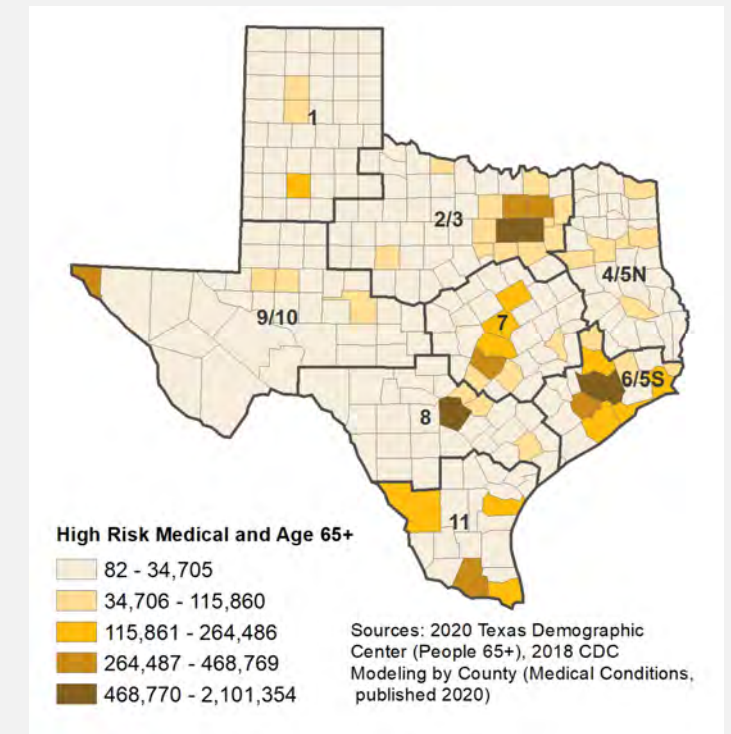 1
2/3
4/5N
9/10
7
6/5S
8
11
High Risk Medical and Age 65+
82 - 34,705
34,706 - 115,860
115,861 - 264,486
264,487 - 468,769
468,770 - 2,101,354
Sources: 2020 Texas Demographic
Center (People 65+), 2018 CDC
Modeling by County (Medical Conditions,
published 2020)